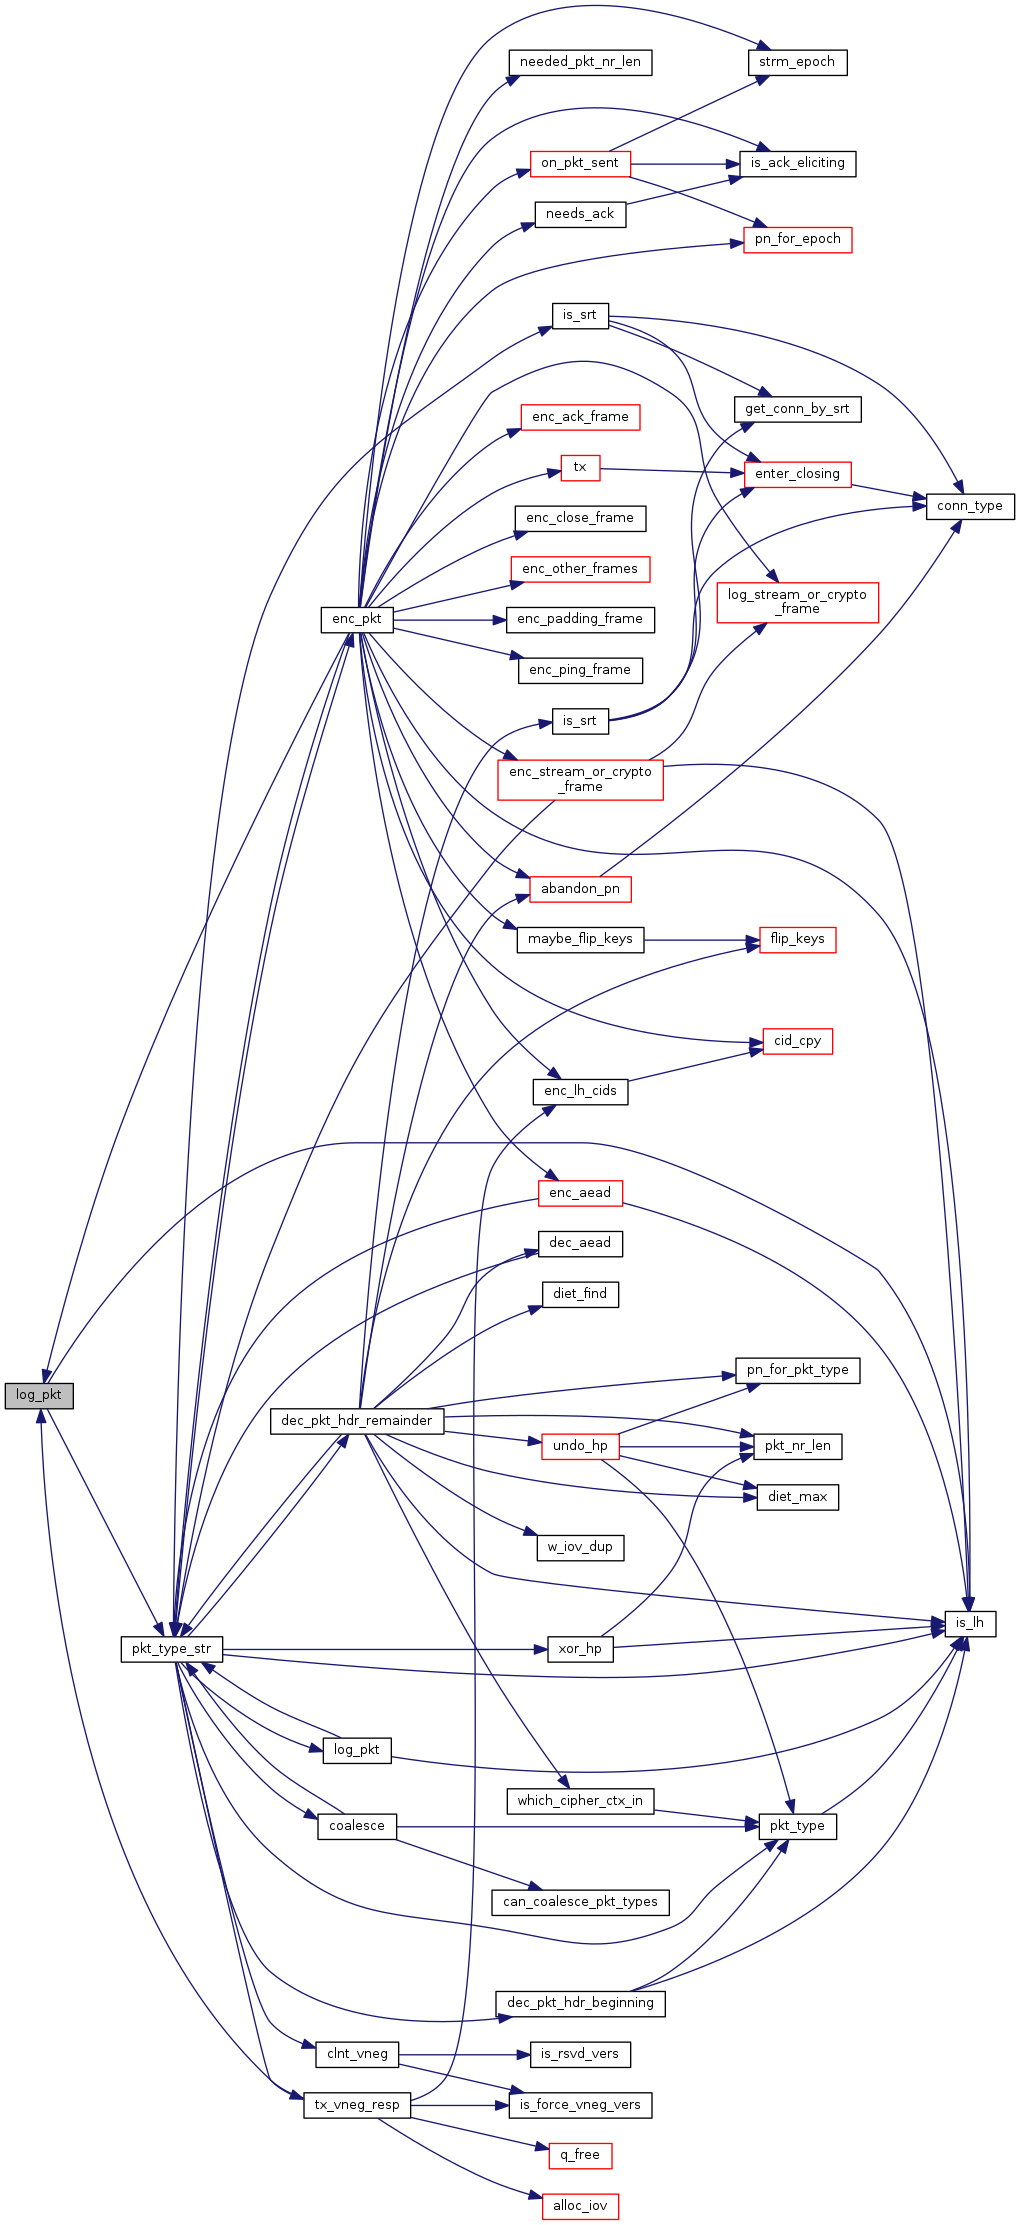 strm_epoch
needed_pkt_nr_len
on_pkt_sent
is_ack_eliciting
needs_ack
pn_for_epoch
is_srt
get_conn_by_srt
enc_ack_frame
tx
enter_closing
conn_type
enc_close_frame
enc_other_frames
log_stream_or_crypto
_frame
enc_pkt
enc_padding_frame
enc_ping_frame
is_srt
enc_stream_or_crypto
_frame
abandon_pn
maybe_flip_keys
flip_keys
cid_cpy
enc_lh_cids
enc_aead
dec_aead
diet_find
pn_for_pkt_type
log_pkt
dec_pkt_hdr_remainder
undo_hp
pkt_nr_len
diet_max
w_iov_dup
is_lh
pkt_type_str
xor_hp
log_pkt
which_cipher_ctx_in
coalesce
pkt_type
can_coalesce_pkt_types
dec_pkt_hdr_beginning
clnt_vneg
is_rsvd_vers
tx_vneg_resp
is_force_vneg_vers
q_free
alloc_iov